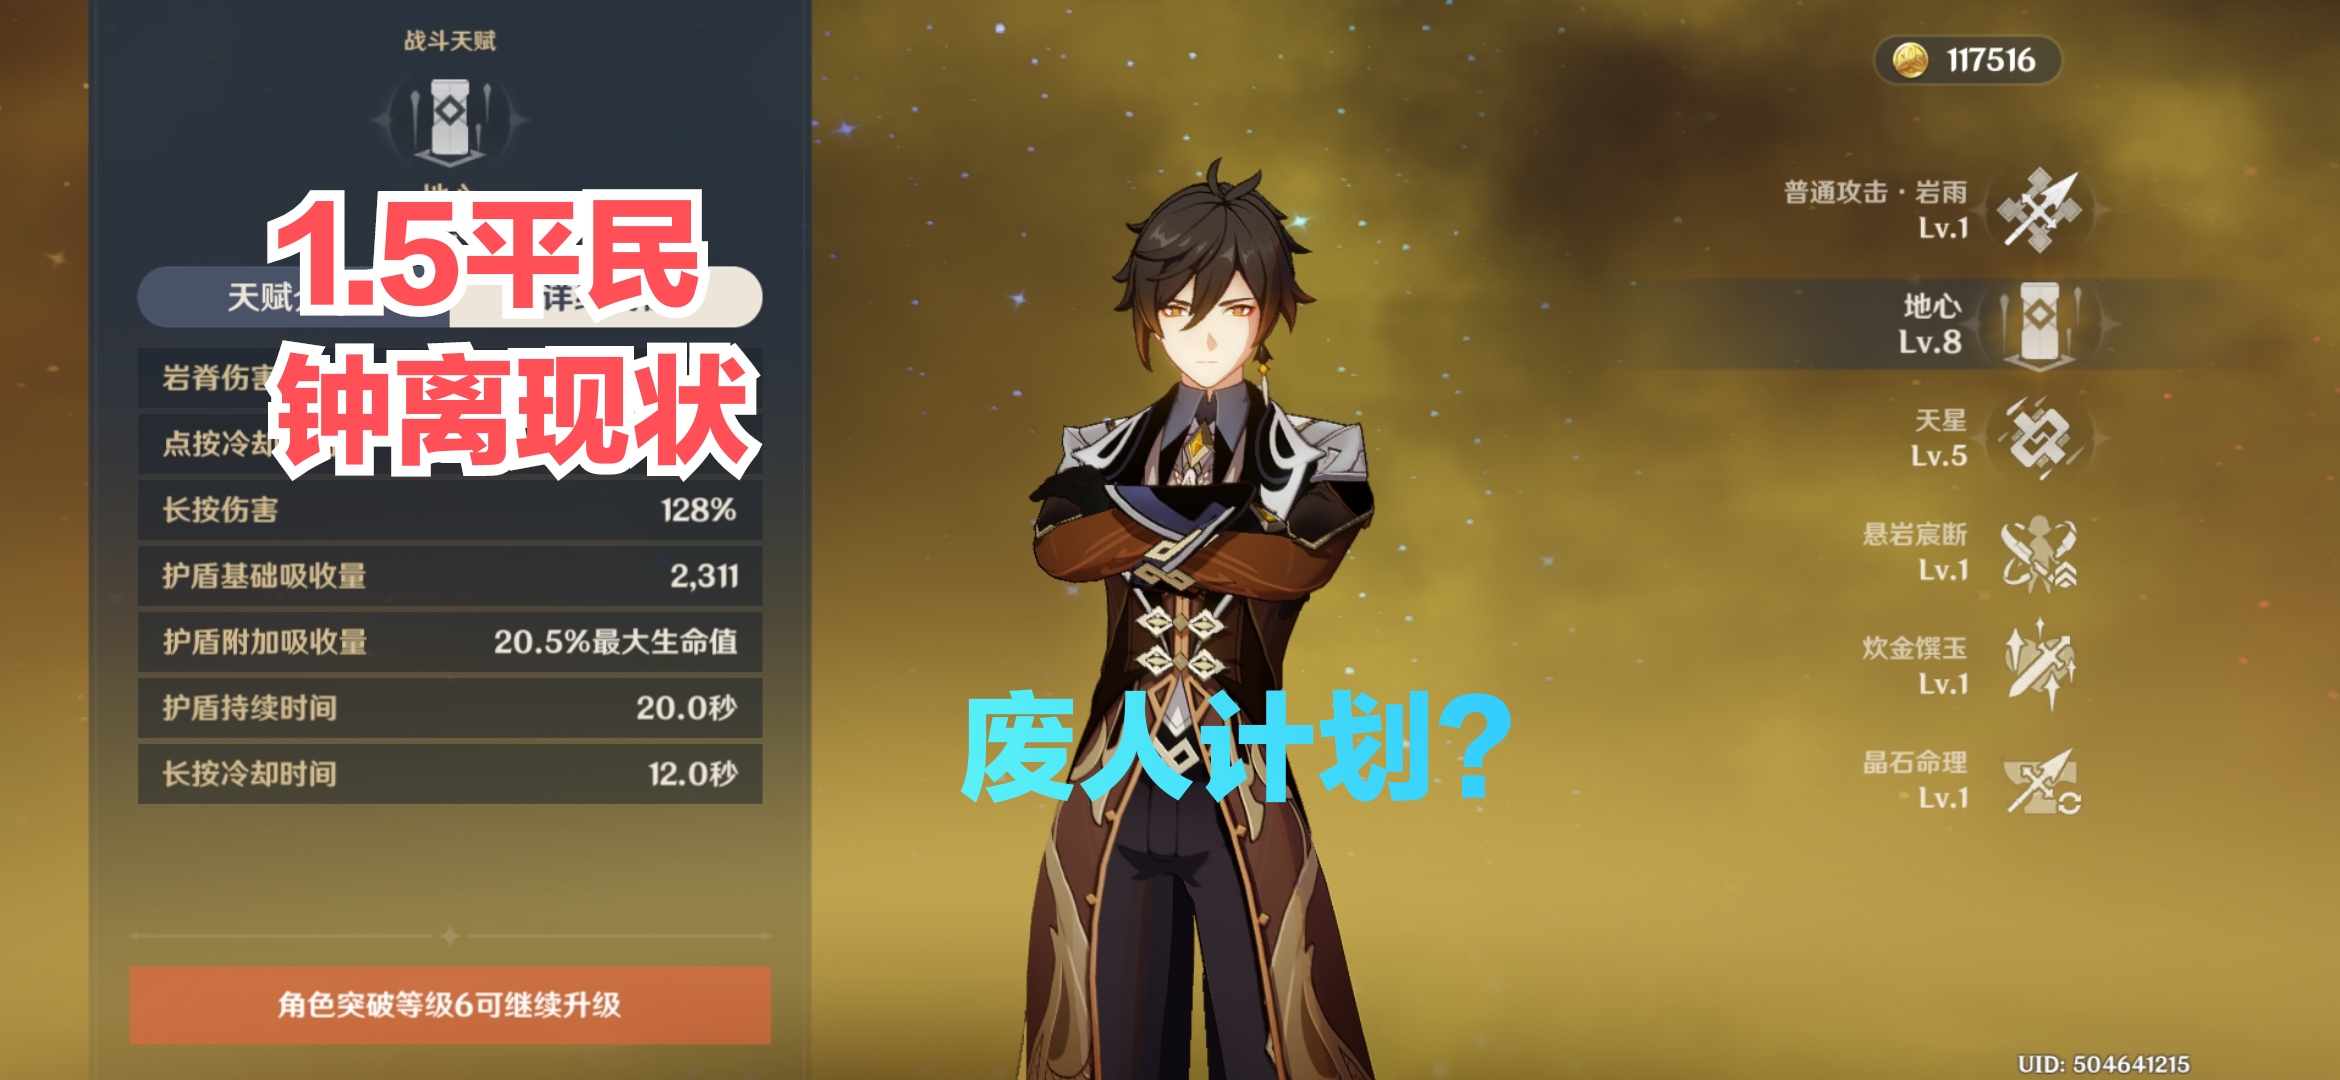 战斗天赋
地心
1.5平民
钟离现状
天赋
岩脊伤害
点按冷却
长按伤害 128%
护盾基础吸收量 2,311
护盾附加吸收量 20.5%最大生命值
护盾持续时间 20.0秒
长按冷却时间 12.0秒
角色突破等级6可继续升级
废人计划?
117516
普通攻击·岩雨
Lv.1
地心
Lv.8
天星
Lv.5
悬岩宸断
Lv.1
炊金馔玉
Lv.1
晶石命理
Lv.1
UID: 504641215